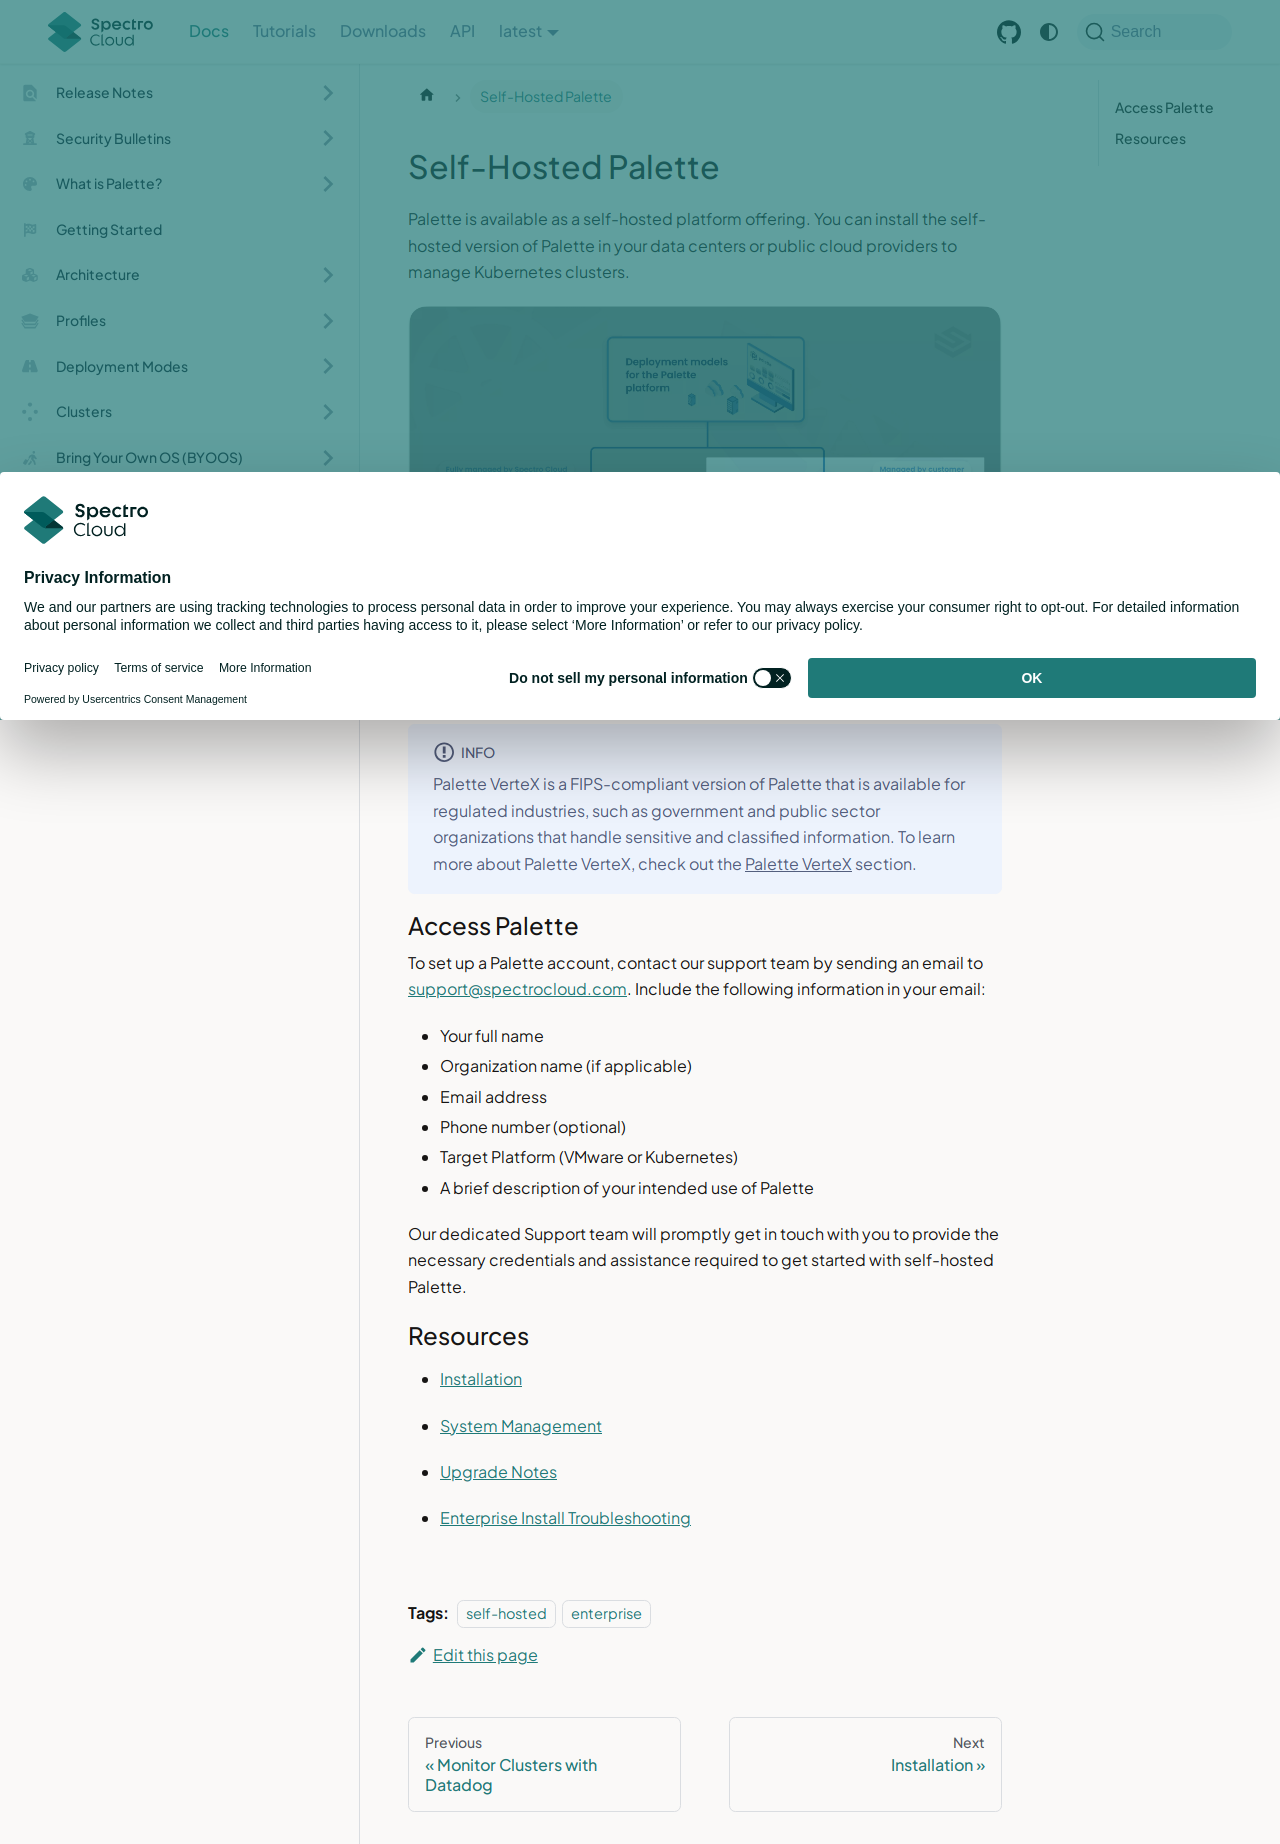 Spectro
Cloud
Docs
Tutorials
Downloads
API
latest
Search
Release Notes
Security Bulletins
What is Palette?
Getting Started
Architecture
Profiles
Deployment Modes
Clusters
Bring Your Own OS (BYOOS)
Self-Hosted Palette
Access Palette
Resources
Self-Hosted Palette
Palette is available as a self-hosted platform offering. You can install the self-
hosted version of Palette in your data centers or public cloud providers to
manage Kubernetes clusters.
Deployment models
for the Palette
platform
Fully managed by Spectro Cloud
Managed by customer
Spectro
Cloud
Privacy Information
We and our partners are using tracking technologies to process personal data in order to improve your experience. You may always exercise your consumer right to opt-out. For detailed information
about personal information we collect and third parties having access to it, please select ‘More Information’ or refer to our privacy policy.
Privacy policy
Terms of service
More Information
Powered by Usercentrics Consent Management
Do not sell my personal information
OK
INFO
Palette VerteX is a FIPS-compliant version of Palette that is available for
regulated industries, such as government and public sector
organizations that handle sensitive and classified information. To learn
more about Palette VerteX, check out the Palette VerteX section.
Access Palette
To set up a Palette account, contact our support team by sending an email to
support@spectrocloud.com. Include the following information in your email:
Your full name
Organization name (if applicable)
Email address
Phone number (optional)
Target Platform (VMware or Kubernetes)
A brief description of your intended use of Palette
Our dedicated Support team will promptly get in touch with you to provide the
necessary credentials and assistance required to get started with self-hosted
Palette.
Resources
Installation
System Management
Upgrade Notes
Enterprise Install Troubleshooting
Tags:
self-hosted
enterprise
Edit this page
Previous
« Monitor Clusters with
Datadog
Next
Installation »